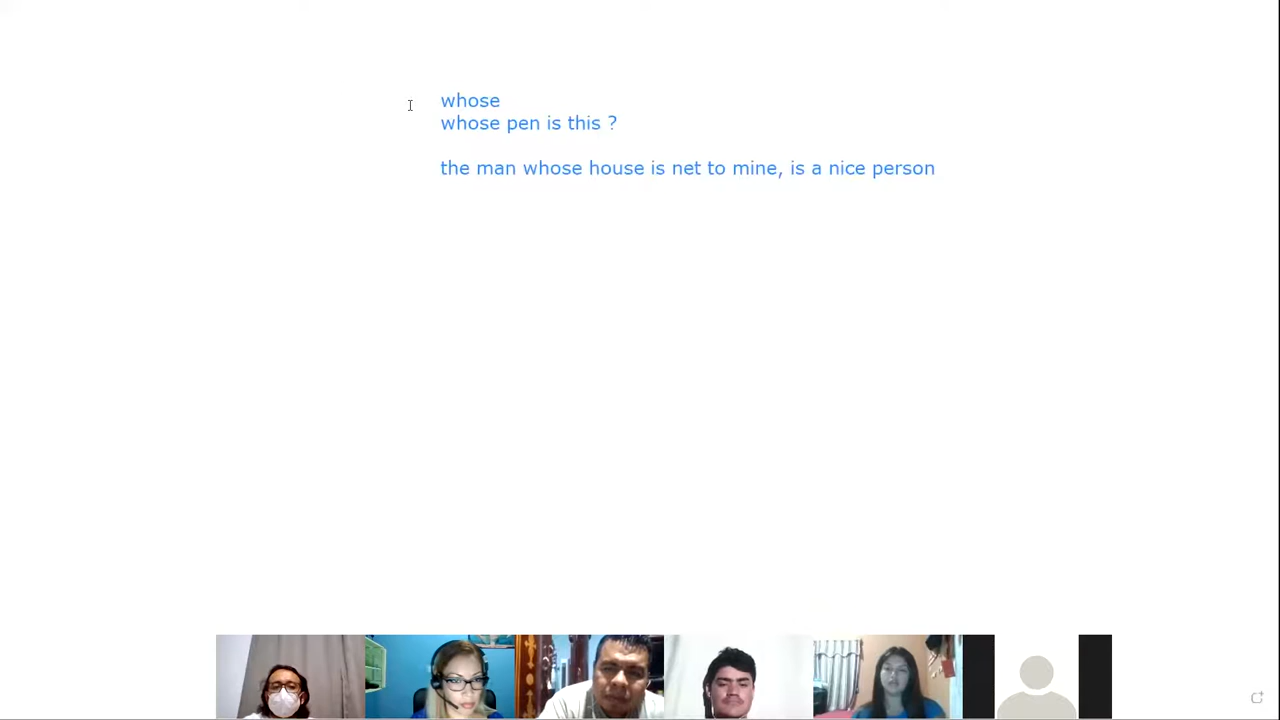 whose
whose pen is this ?
the man whose house is net to mine, is a nice person